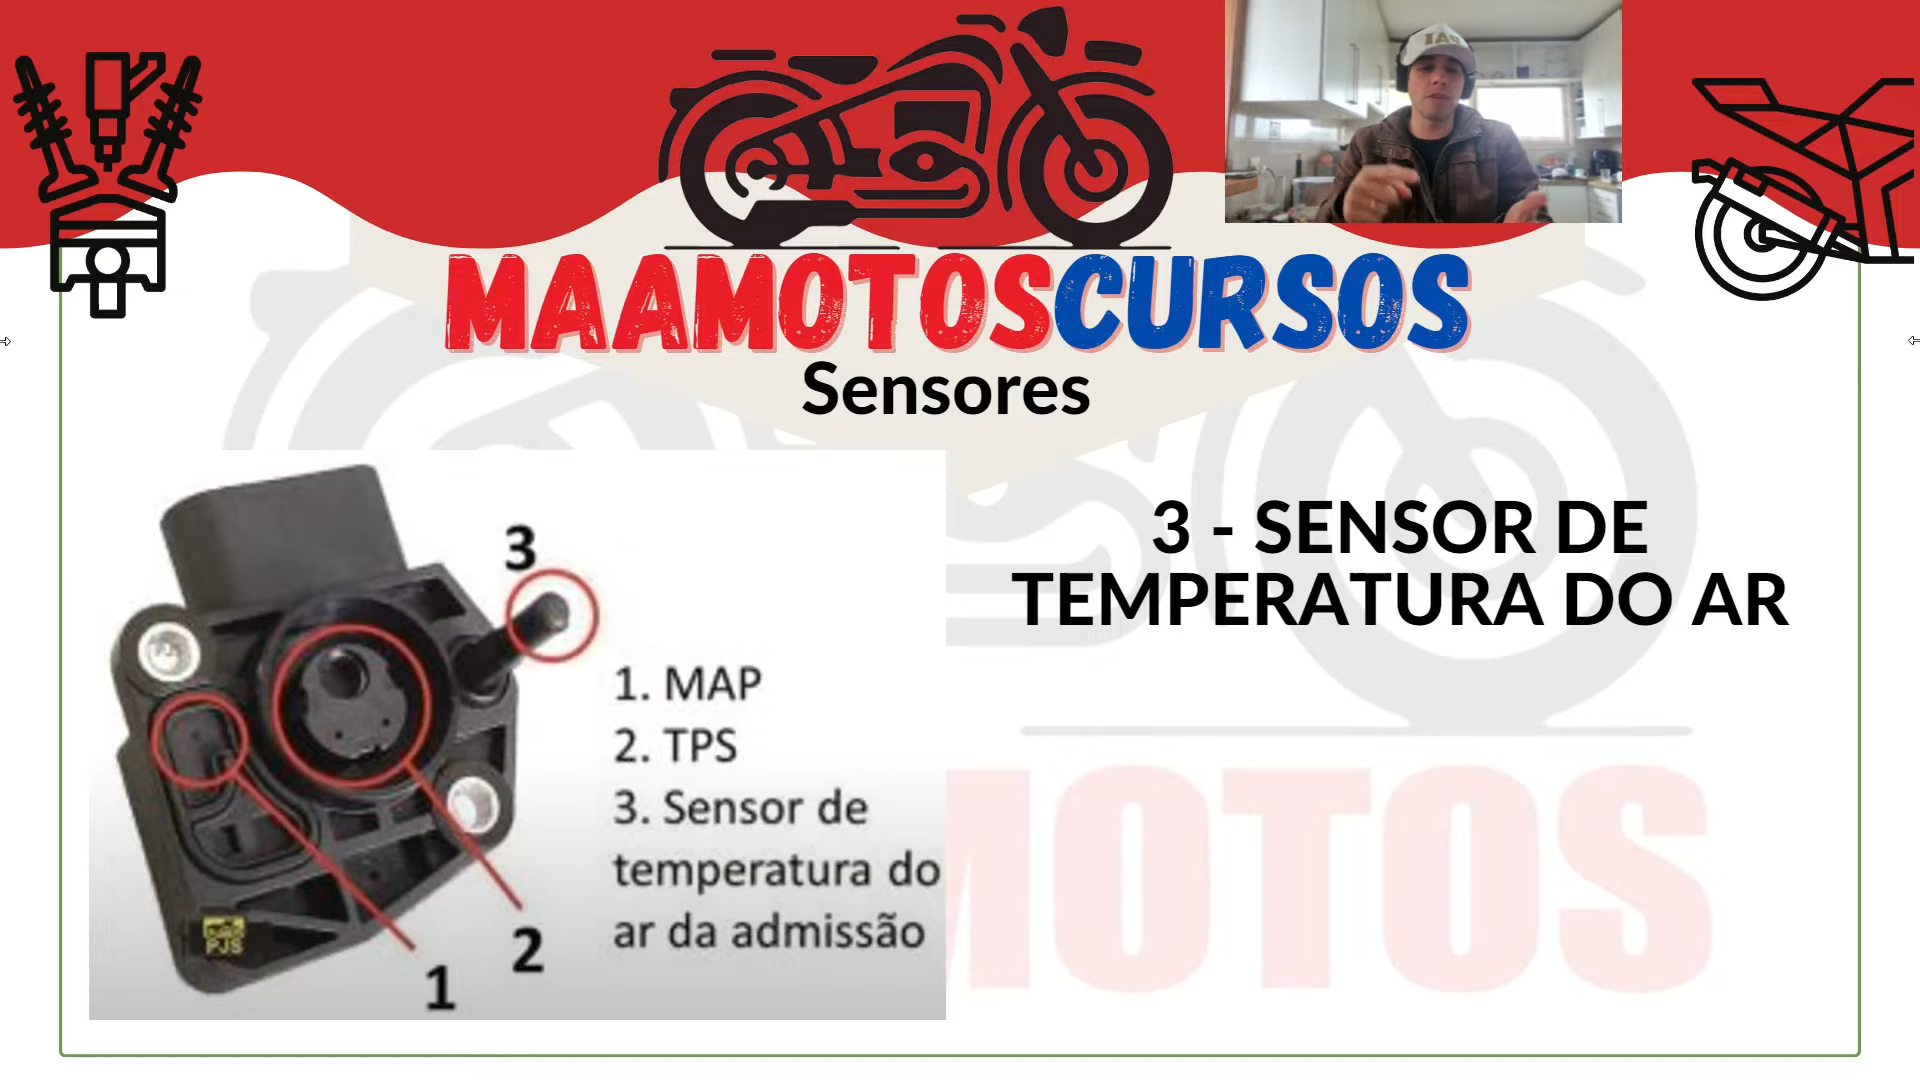 MAAMOTOSCURSOS
Sensores
3 - SENSOR DE
TEMPERATURA DO AR
3
1. MAP
2. TPS
3. Sensor de
temperatura do
ar da admissão
2
1
PJS
MOTOS